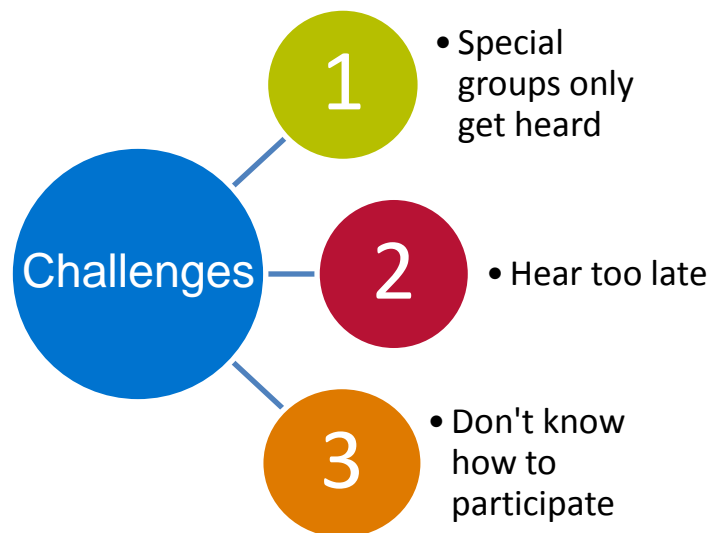 Challenges
1
• Special
groups only
get heard
2
• Hear too late
3
• Don't know
how to
participate